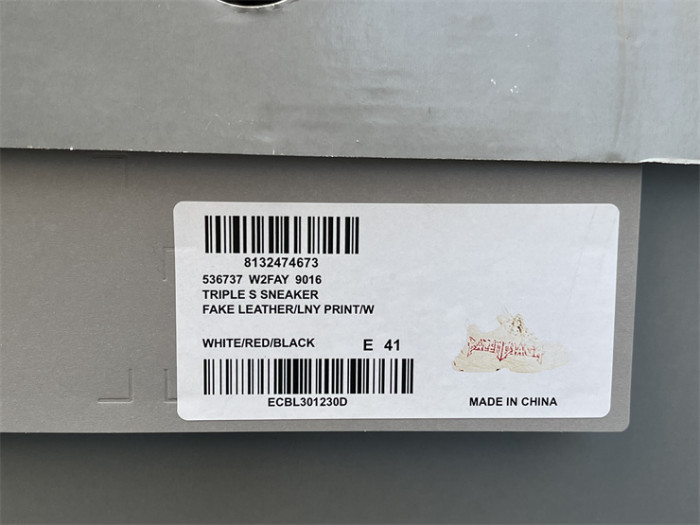 8132474673
536737 W2FAY 9016
TRIPLE S SNEAKER
FAKE LEATHER/LNY PRINT/W
WHITE/RED/BLACK E 41
ECBL301230D
MADE IN CHINA